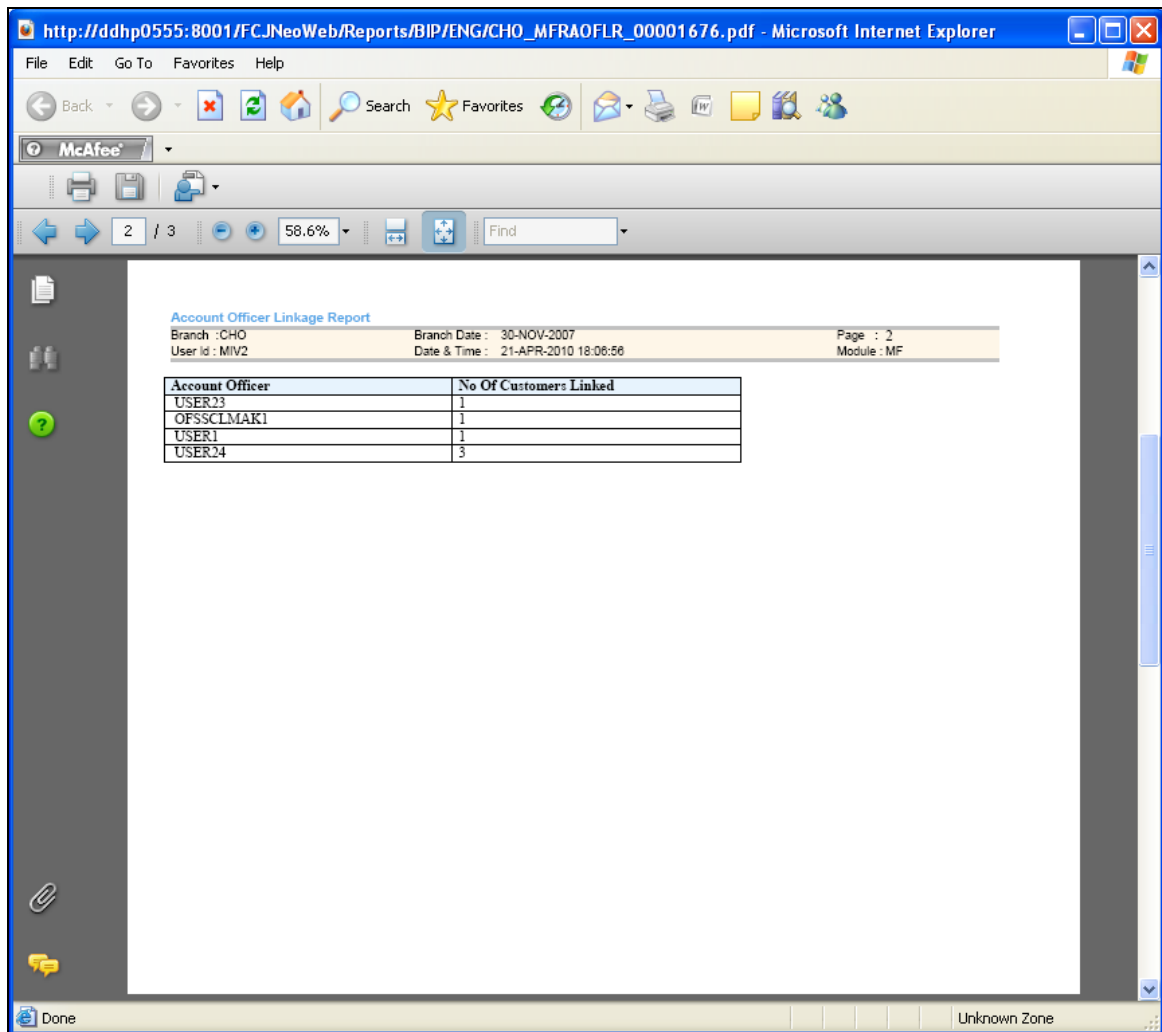 http://ddhp0555:8001/FCJNeoWeb/Reports/BIP/ENG/CHO_MFRAOFLR_00001676.pdf - Microsoft Internet Explorer
File Edit Go To Favorites Help
Back Search Favorites
McAfee
2 / 3 58.6% Find
Account Officer Linkage Report
Branch :CHO Branch Date : 30-NOV-2007 Page : 2
User Id : MIV2 Date & Time : 21-APR-2010 18:06:56 Module : MF
Account Officer No Of Customers Linked
USER23 1
OFSSCLMAK1 1
USER1 1
USER24 3
Done Unknown Zone